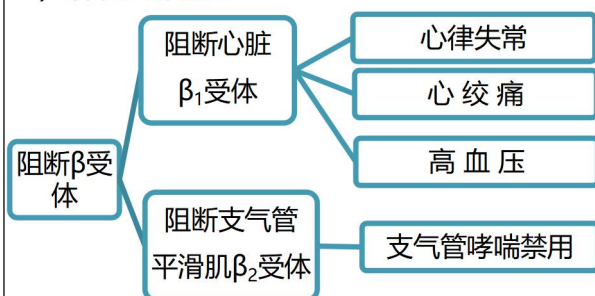 阻断β受
体
阻断心脏
β₁受体
心律失常
心绞痛
高血压
阻断支气管
平滑肌β₂受体
支气管哮喘禁用